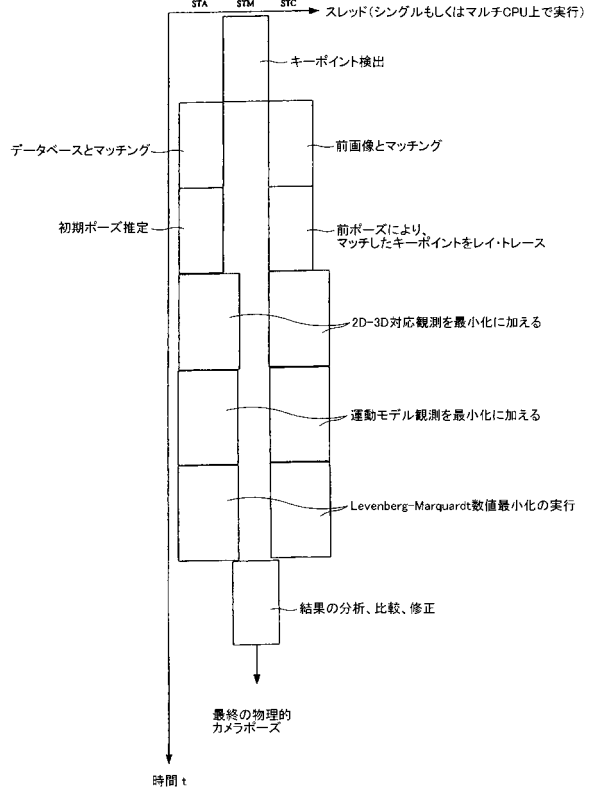 STA STM STC
スレッド(シングルもしくはマルチCPU上で実行)
キーポイント検出
データベースとマッチング
前画像とマッチング
初期ポーズ推定
前ポーズにより、
マッチしたキーポイントをレイ・トレース
2D-3D対応観測を最小化に加える
運動モデル観測を最小化に加える
Levenberg-Marquardt数値最小化の実行
結果の分析、比較、修正
最終の物理的
カメラポーズ
時間 t